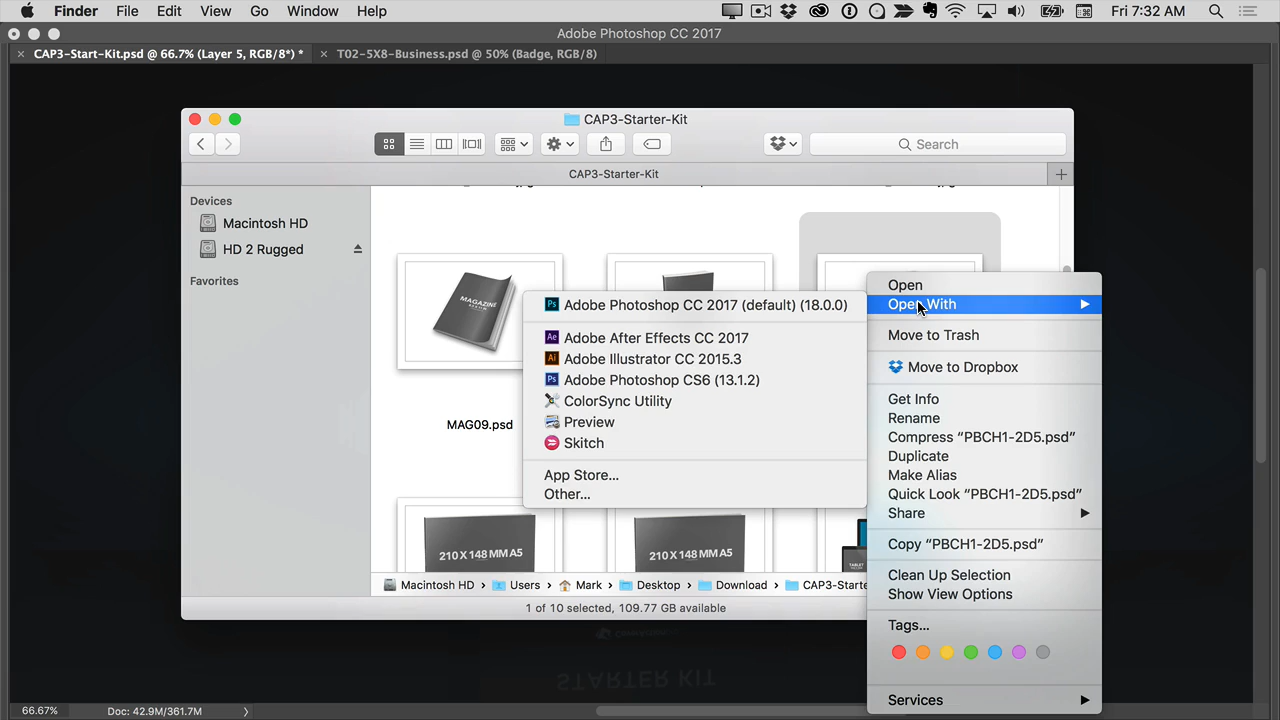 Finder File Edit View Go Window Help Fri 7:32 AM
Adobe Photoshop CC 2017
CAP3-Start-Kit.psd @ 66.7% (Layer 5, RGB/8*) * T02-5X8-Business.psd @ 50% (Badge, RGB/8)
CAP3-Starter-Kit
Search
CAP3-Starter-Kit
Devices
Macintosh HD
HD 2 Rugged
Favorites
MAGAZINE
MAG09.psd
210 X 148 MM A5
210 X 148 MM A5
TABLET
Adobe Photoshop CC 2017 (default) (18.0.0)
Adobe After Effects CC 2017
Adobe Illustrator CC 2015.3
Adobe Photoshop CS6 (13.1.2)
ColorSync Utility
Preview
Skitch
App Store...
Other...
Open
Open With
Move to Trash
Move to Dropbox
Get Info
Rename
Compress “PBCH1-2D5.psd”
Duplicate
Make Alias
Quick Look “PBCH1-2D5.psd”
Share
Copy “PBCH1-2D5.psd”
Clean Up Selection
Show View Options
Tags...
Services
Macintosh HD › Users › Mark › Desktop › Download › CAP3-Starte
1 of 10 selected, 109.77 GB available
STARTER KIT
66.67% Doc: 42.9M/361.7M